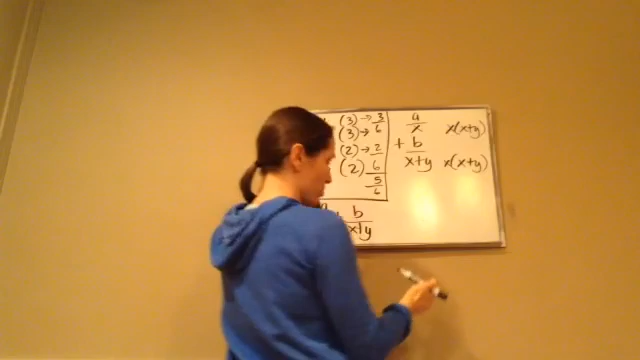 (3) → 3/6
(3) →
(2) → 2/6
(2)
5/6
a/x x(x+y)
+ b/x+y x(x+y)
+ b/x+y